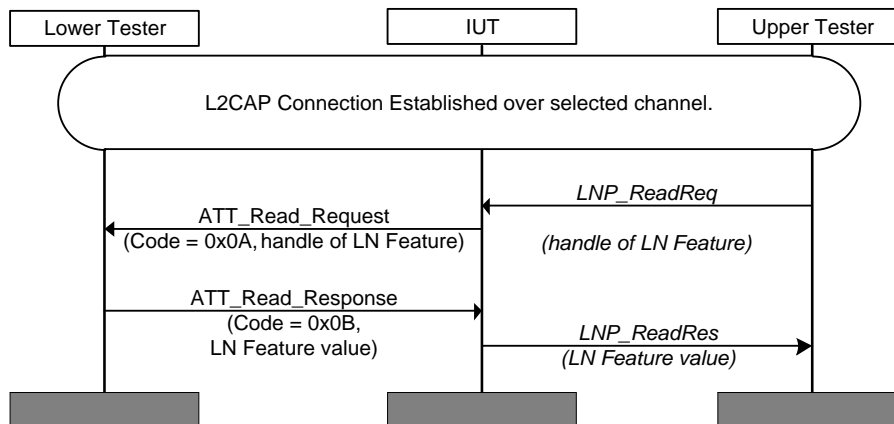 Lower Tester
IUT
Upper Tester
L2CAP Connection Established over selected channel.
LNP_ReadReq
(handle of LN Feature)
ATT_Read_Request
(Code = 0x0A, handle of LN Feature)
ATT_Read_Response
(Code = 0x0B,
LN Feature value)
LNP_ReadRes
(LN Feature value)